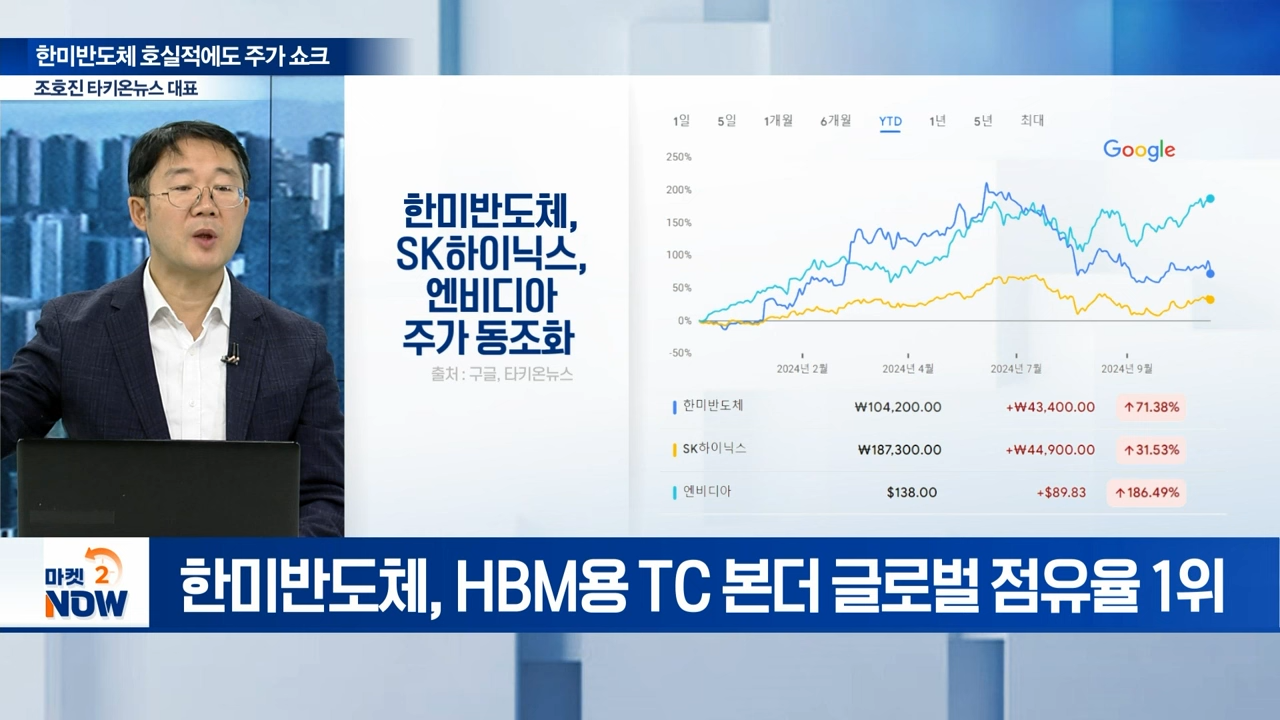 한미반도체 호실적에도 주가 쇼크
조호진 타키온뉴스 대표
한미반도체,
SK하이닉스,
엔비디아
주가 동조화
출처 : 구글, 타키온뉴스
1일 5일 1개월 6개월 YTD 1년 5년 최대
Google
250%
200%
150%
100%
50%
0%
-50%
2024년 2월 2024년 4월 2024년 7월 2024년 9월
한미반도체 ₩104,200.00 +₩43,400.00 ↑71.38%
SK하이닉스 ₩187,300.00 +₩44,900.00 ↑31.53%
엔비디아 $138.00 +$89.83 ↑186.49%
마켓 2
NOW
한미반도체, HBM용 TC 본더 글로벌 점유율 1위